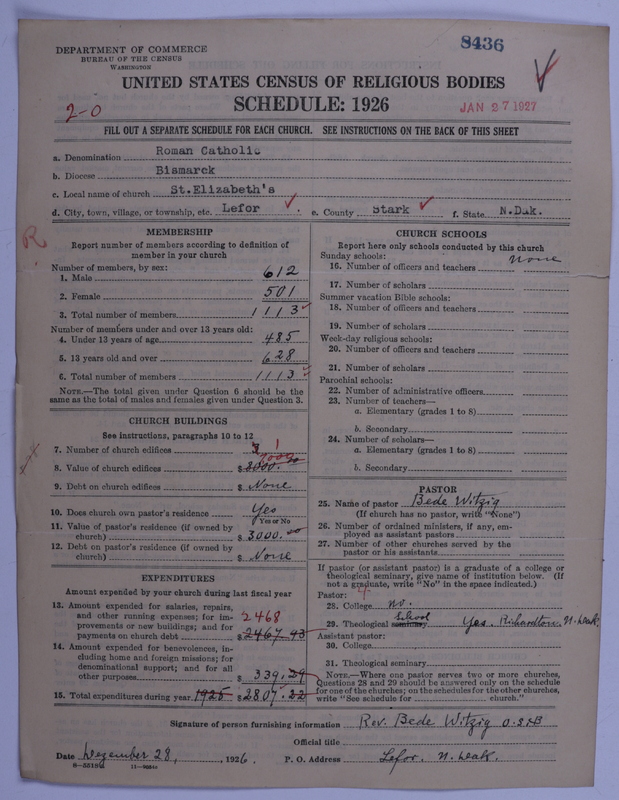 DEPARTMENT OF COMMERCE
BUREAU OF THE CENSUS
WASHINGTON
8436
UNITED STATES CENSUS OF RELIGIOUS BODIES
SCHEDULE: 1926
2-0
JAN 27 1927
FILL OUT A SEPARATE SCHEDULE FOR EACH CHURCH. SEE INSTRUCTIONS ON THE BACK OF THIS SHEET
a. Denomination Roman Catholic
b. Diocese Bismarck
c. Local name of church St.Elizabeth's
d. City, town, village, or township, etc. Lefor . e. County Stark f. State N.Dak.
R
MEMBERSHIP
Report number of members according to definition of
member in your church
Number of members, by sex:
1. Male 612
2. Female 501
3. Total number of members 1113
Number of members under and over 13 years old:
4. Under 13 years of age 485
5. 13 years old and over 628
6. Total number of members 1113
NOTE.—The total given under Question 6 should be
same as the total of males and females given under Question 3.
CHURCH BUILDINGS
See instructions, paragraphs 10 to 12
7. Number of church edifices 1
8. Value of church edifices $
9. Debt on church edifices $ None
10. Does church own pastor's residence Yes
Yes or No
11. Value of pastor's residence (if owned by
church) $ 3000.00
12. Debt on pastor's residence (if owned by
church) $ None
EXPENDITURES
Amount expended by your church during last fiscal year
13. Amount expended for salaries, repairs,
and other running expenses; for im- 2468
provements or new buildings; and for
payments on church debt $ 2467.43
14. Amount expended for benevolences, in-
cluding home and foreign missions; for
denominational support; and for all
other purposes $ 339.29
15. Total expenditures during year 1925 $ 2807.22
CHURCH SCHOOLS
Report here only schools conducted by this church
Sunday schools: none
16. Number of officers and teachers
17. Number of scholars
Summer vacation Bible schools:
18. Number of officers and teachers
19. Number of scholars
Week-day religious schools:
20. Number of officers and teachers
21. Number of scholars
Parochial schools:
22. Number of administrative officers
23. Number of teachers—
a. Elementary (grades 1 to 8)
b. Secondary
24. Number of scholars—
a. Elementary (grades 1 to 8)
b. Secondary
PASTOR
25. Name of pastor Bede Witzig
(If church has no pastor, write "None")
26. Number of ordained ministers, if any, em-
ployed as assistant pastors
27. Number of other churches served by the
pastor or his assistants
If pastor (or assistant pastor) is a graduate of a college or
theological seminary, give name of institution below. (If
not a graduate, write "No" in the space indicated.)
Pastor:
28. College no.
School
29. Theological seminary Yes. Richardton, N. Dak.
Assistant pastor:
30. College
31. Theological seminary
NOTE.—Where one pastor serves two or more churches,
Questions 28 and 29 should be answered only on the schedule
for one of the churches; on the schedules for the other churches,
write "See schedule for church."
Signature of person furnishing information Rev. Bede Witzig O.S.B
Official title
Date Dezember 28, , 1926. P. O. Address Lefor. N. Dak.